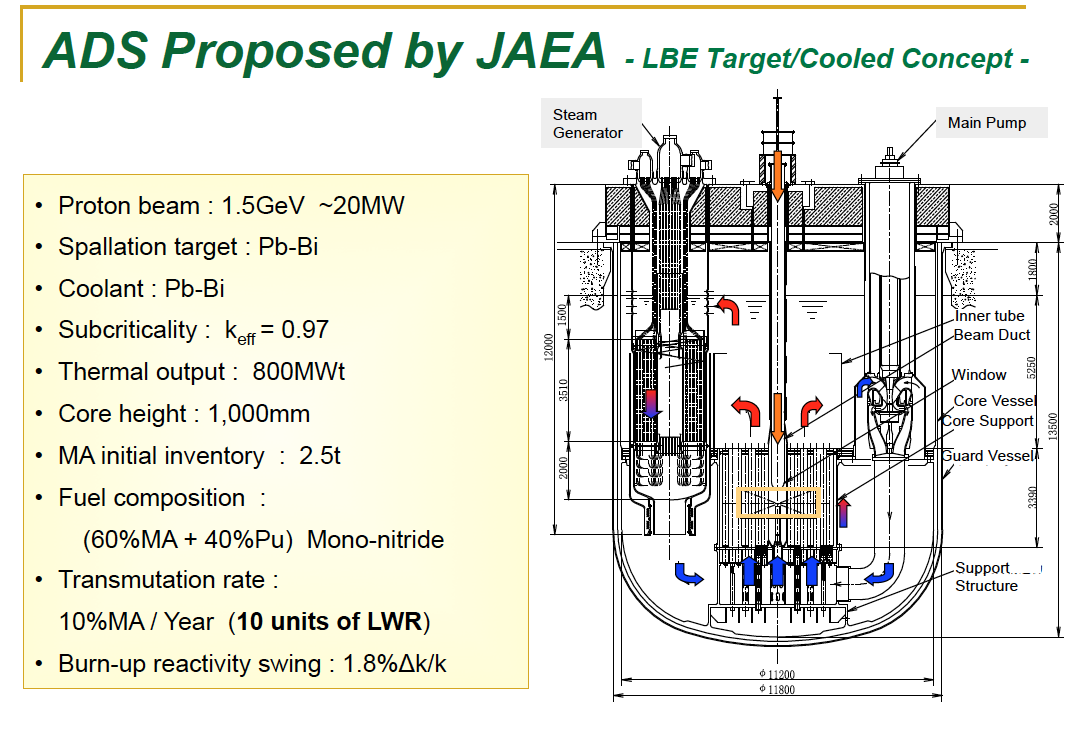 ADS Proposed by JAEA - LBE Target/Cooled Concept -
• Proton beam : 1.5GeV ~20MW
• Spallation target : Pb-Bi
• Coolant : Pb-Bi
• Subcriticality : keff = 0.97
• Thermal output : 800MWt
• Core height : 1,000mm
• MA initial inventory : 2.5t
• Fuel composition :
(60%MA + 40%Pu) Mono-nitride
• Transmutation rate :
10%MA / Year (10 units of LWR)
• Burn-up reactivity swing : 1.8%Δk/k
Steam
Generator
Main Pump
Inner tube
Beam Duct
Window
Core Vessel
Core Support
Guard Vessel
Support
Structure
12000
1500
3510
2000
2000
1800
5250
13500
3390
φ11200
φ11800